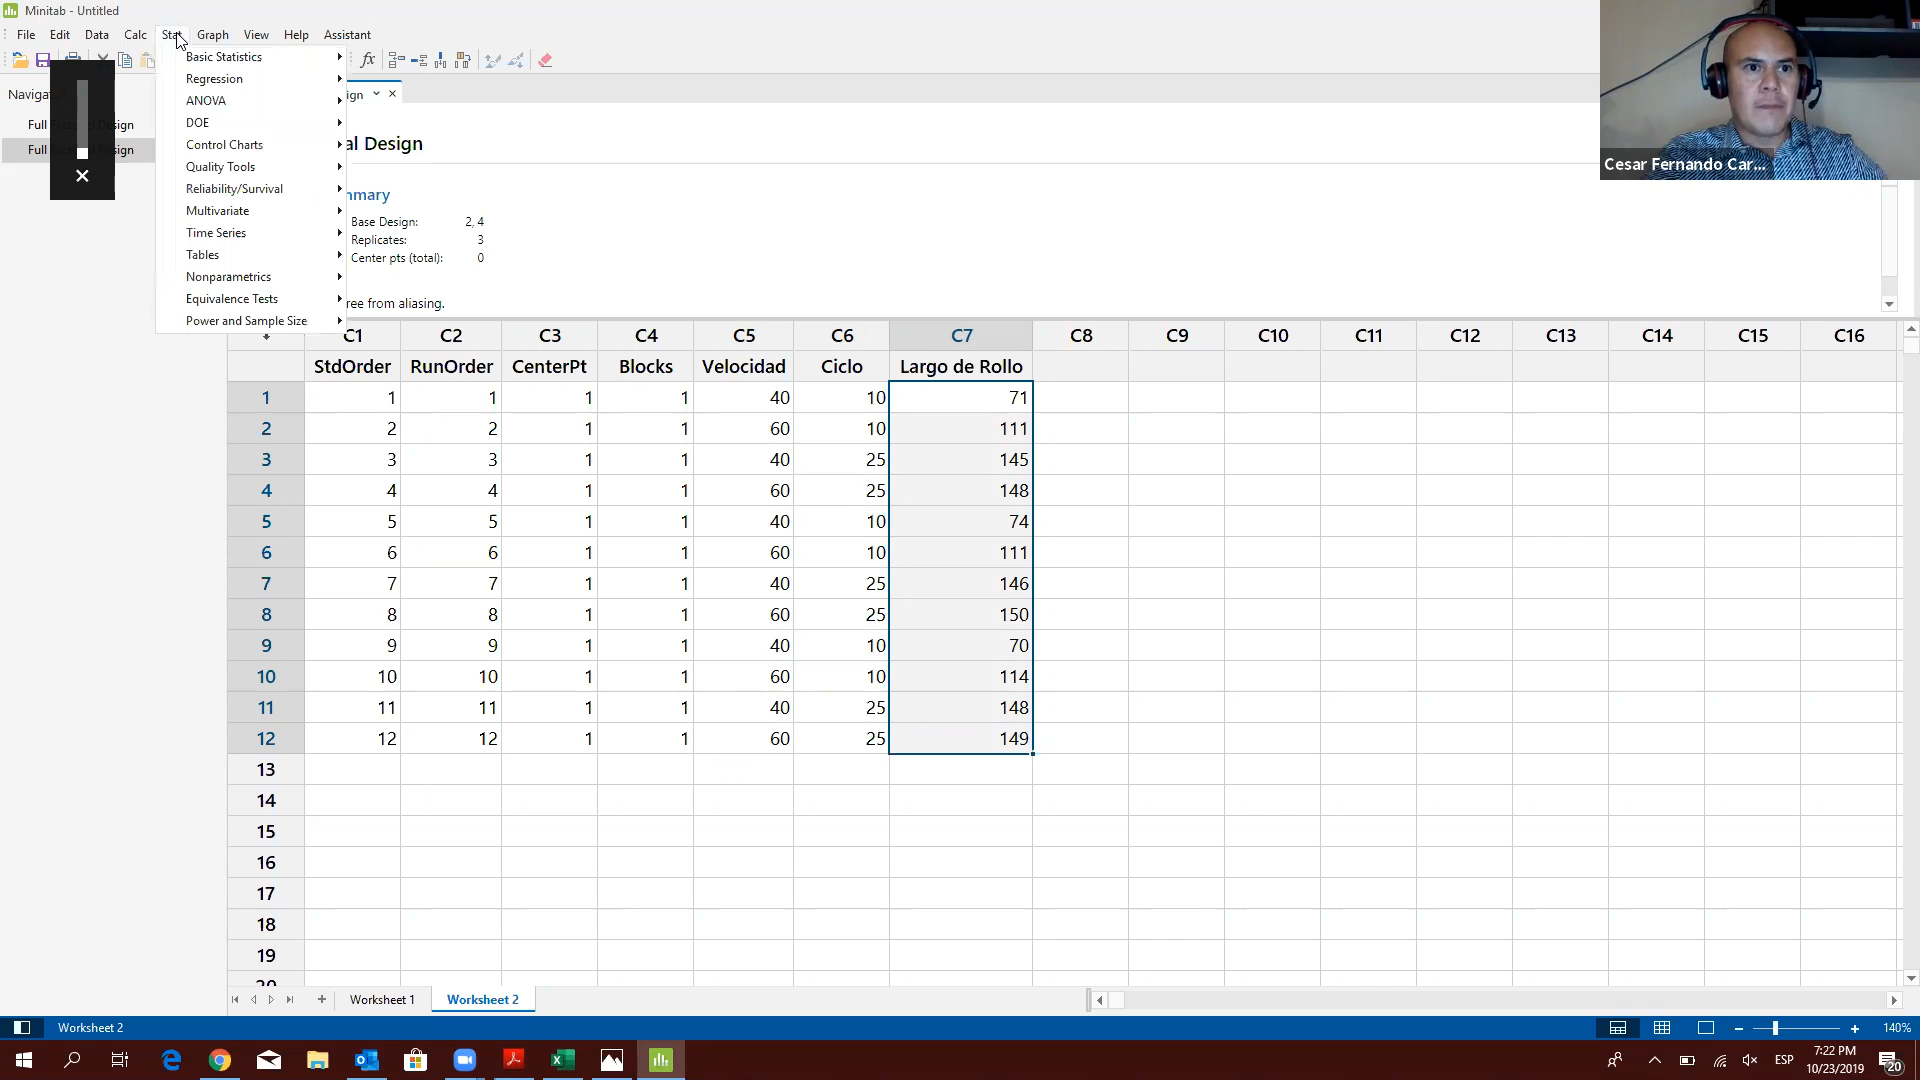 Minitab - Untitled
File Edit Data Calc Stat Graph View Help Assistant
Basic Statistics
Regression
ANOVA
DOE
Control Charts
Quality Tools
Reliability/Survival
Multivariate
Time Series
Tables
Nonparametrics
Equivalence Tests
Power and Sample Size
Full Design
Full sign
ign
al Design
mmary
Base Design: 2, 4
Replicates: 3
Center pts (total): 0
ree from aliasing.
Cesar Fernando Car...
C1 C2 C3 C4 C5 C6 C7 C8 C9 C10 C11 C12 C13 C14 C15 C16
StdOrder RunOrder CenterPt Blocks Velocidad Ciclo Largo de Rollo
1 1 1 1 1 40 10 71
2 2 2 1 1 60 10 111
3 3 3 1 1 40 25 145
4 4 4 1 1 60 25 148
5 5 5 1 1 40 10 74
6 6 6 1 1 60 10 111
7 7 7 1 1 40 25 146
8 8 8 1 1 60 25 150
9 9 9 1 1 40 10 70
10 10 10 1 1 60 10 114
11 11 11 1 1 40 25 148
12 12 12 1 1 60 25 149
13
14
15
16
17
18
19
20
Worksheet 1 Worksheet 2
Worksheet 2
140%
ESP
7:22 PM
10/23/2019
20